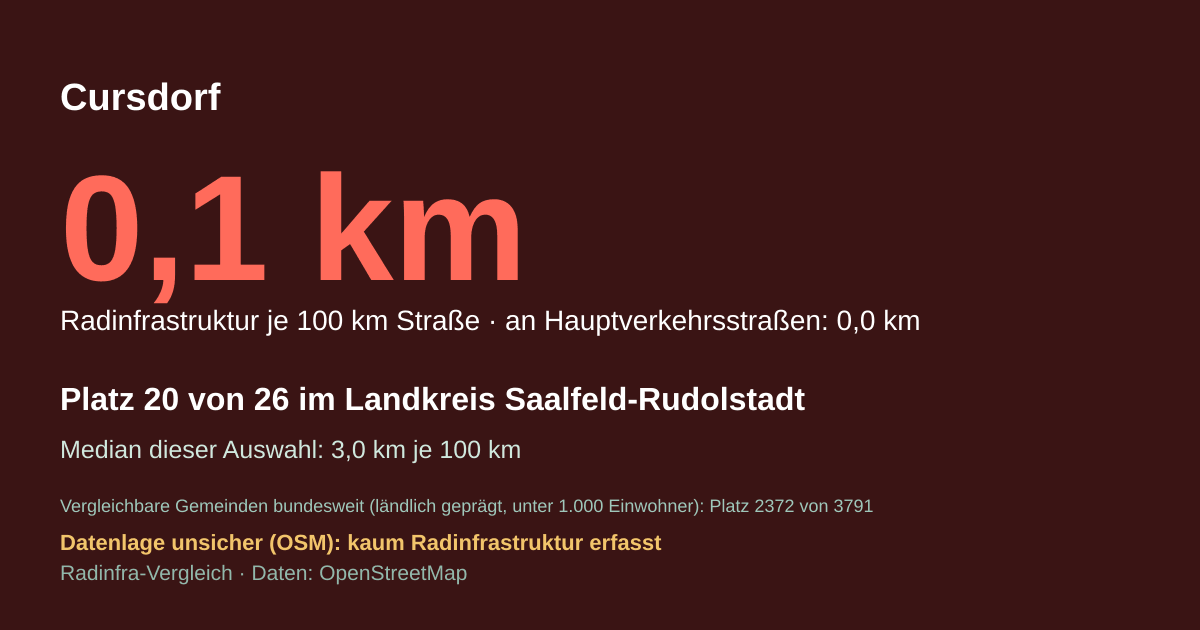 Cursdorf
0,1 km
Radinfrastruktur je 100 km Straße · an Hauptverkehrsstraßen: 0,0 km
Platz 20 von 26 im Landkreis Saalfeld-Rudolstadt
Median dieser Auswahl: 3,0 km je 100 km
Vergleichbare Gemeinden bundesweit (ländlich geprägt, unter 1.000 Einwohner): Platz 2372 von 3791
Datenlage unsicher (OSM): kaum Radinfrastruktur erfasst
Radinfra-Vergleich · Daten: OpenStreetMap